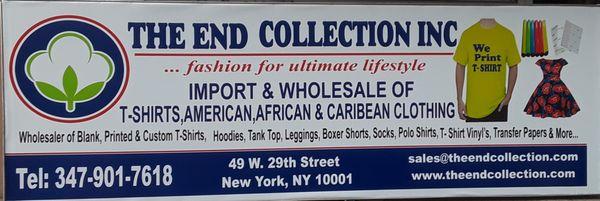 THE END COLLECTION INC
... fashion for ultimate lifestyle
IMPORT & WHOLESALE OF
T-SHIRTS,AMERICAN,AFRICAN & CARIBEAN CLOTHING
Wholesaler of Blank, Printed & Custom T-Shirts, Hoodies, Tank Top, Leggings, Boxer Shorts, Socks, Polo Shirts, T- Shirt Vinyl's, Transfer Papers & More...
We
Print
T-SHIRT
Tel: 347-901-7618
49 W. 29th Street
New York, NY 10001
sales@theendcollection.com
www.theendcollection.com